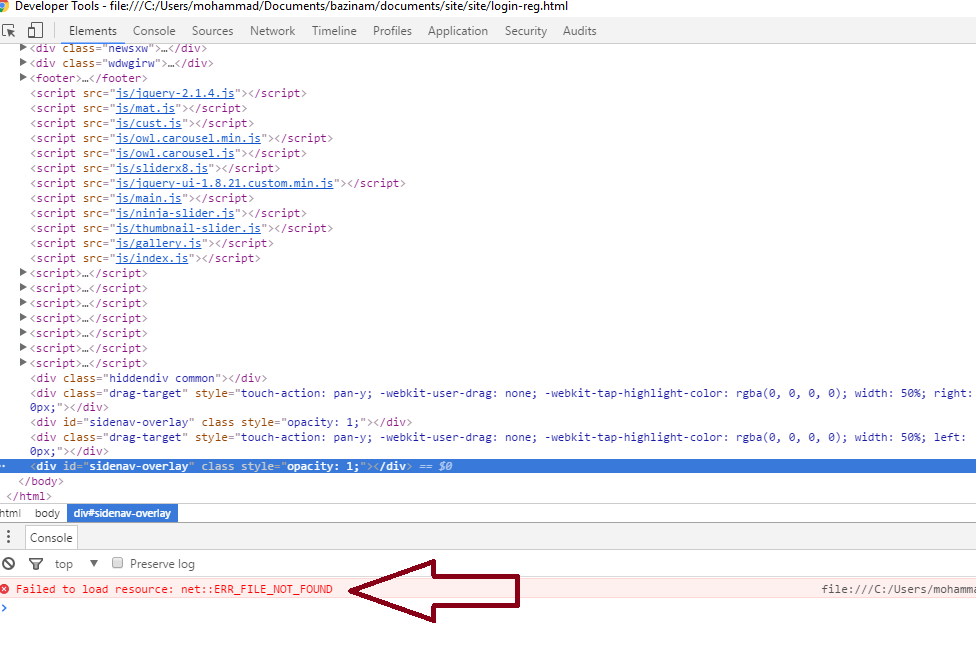 Developer Tools - file:///C:/Users/mohammad/Documents/bazinam/documents/site/site/login-reg.html
Elements Console Sources Network Timeline Profiles Application Security Audits
▶<div class="newsxw">…</div>
▶<div class="wdwgirw">…</div>
▶<footer>…</footer>
<script src="js/jquery-2.1.4.js"></script>
<script src="js/mat.js"></script>
<script src="js/cust.js"></script>
<script src="js/owl.carousel.min.js"></script>
<script src="js/owl.carousel.js"></script>
<script src="js/sliderx8.js"></script>
<script src="js/jquery-ui-1.8.21.custom.min.js"></script>
<script src="js/main.js"></script>
<script src="js/ninja-slider.js"></script>
<script src="js/thumbnail-slider.js"></script>
<script src="js/gallery.js"></script>
<script src="js/index.js"></script>
▶<script>…</script>
▶<script>…</script>
▶<script>…</script>
▶<script>…</script>
▶<script>…</script>
▶<script>…</script>
▶<script>…</script>
<div class="hiddendiv common"></div>
<div class="drag-target" style="touch-action: pan-y; -webkit-user-drag: none; -webkit-tap-highlight-color: rgba(0, 0, 0, 0); width: 50%; right:
0px;"></div>
<div id="sidenav-overlay" class style="opacity: 1;"></div>
<div class="drag-target" style="touch-action: pan-y; -webkit-user-drag: none; -webkit-tap-highlight-color: rgba(0, 0, 0, 0); width: 50%; left:
0px;"></div>
<div id="sidenav-overlay" class style="opacity: 1;"></div> == $0
</body>
</html>
html body div#sidenav-overlay
Console
top ▼ Preserve log
Failed to load resource: net::ERR_FILE_NOT_FOUND file:///C:/Users/mohamma
>